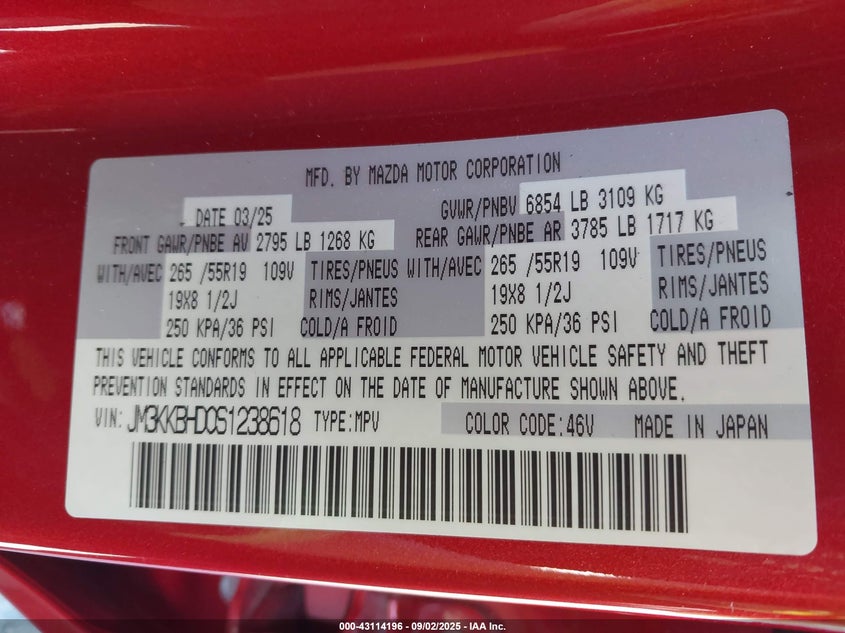 MFD. BY MAZDA MOTOR CORPORATION
DATE 03/25 GVWR/PNBV 6854 LB 3109 KG
FRONT GAWR/PNBE AV 2795 LB 1268 KG REAR GAWR/PNBE AR 3785 LB 1717 KG
WITH/AVEC 265 /55R19 109V TIRES/PNEUS WITH/AVEC 265 /55R19 109V TIRES/PNEUS
19X8 1/2J RIMS/JANTES 19X8 1/2J RIMS/JANTES
250 KPA/36 PSI COLD/A FROID 250 KPA/36 PSI COLD/A FROID
THIS VEHICLE CONFORMS TO ALL APPLICABLE FEDERAL MOTOR VEHICLE SAFETY AND THEFT
PREVENTION STANDARDS IN EFFECT ON THE DATE OF MANUFACTURE SHOWN ABOVE.
VIN: JM3KKBHD0S1238618 TYPE:MPV COLOR CODE:46V MADE IN JAPAN
000-43114196 - 09/02/2025 - IAA Inc.